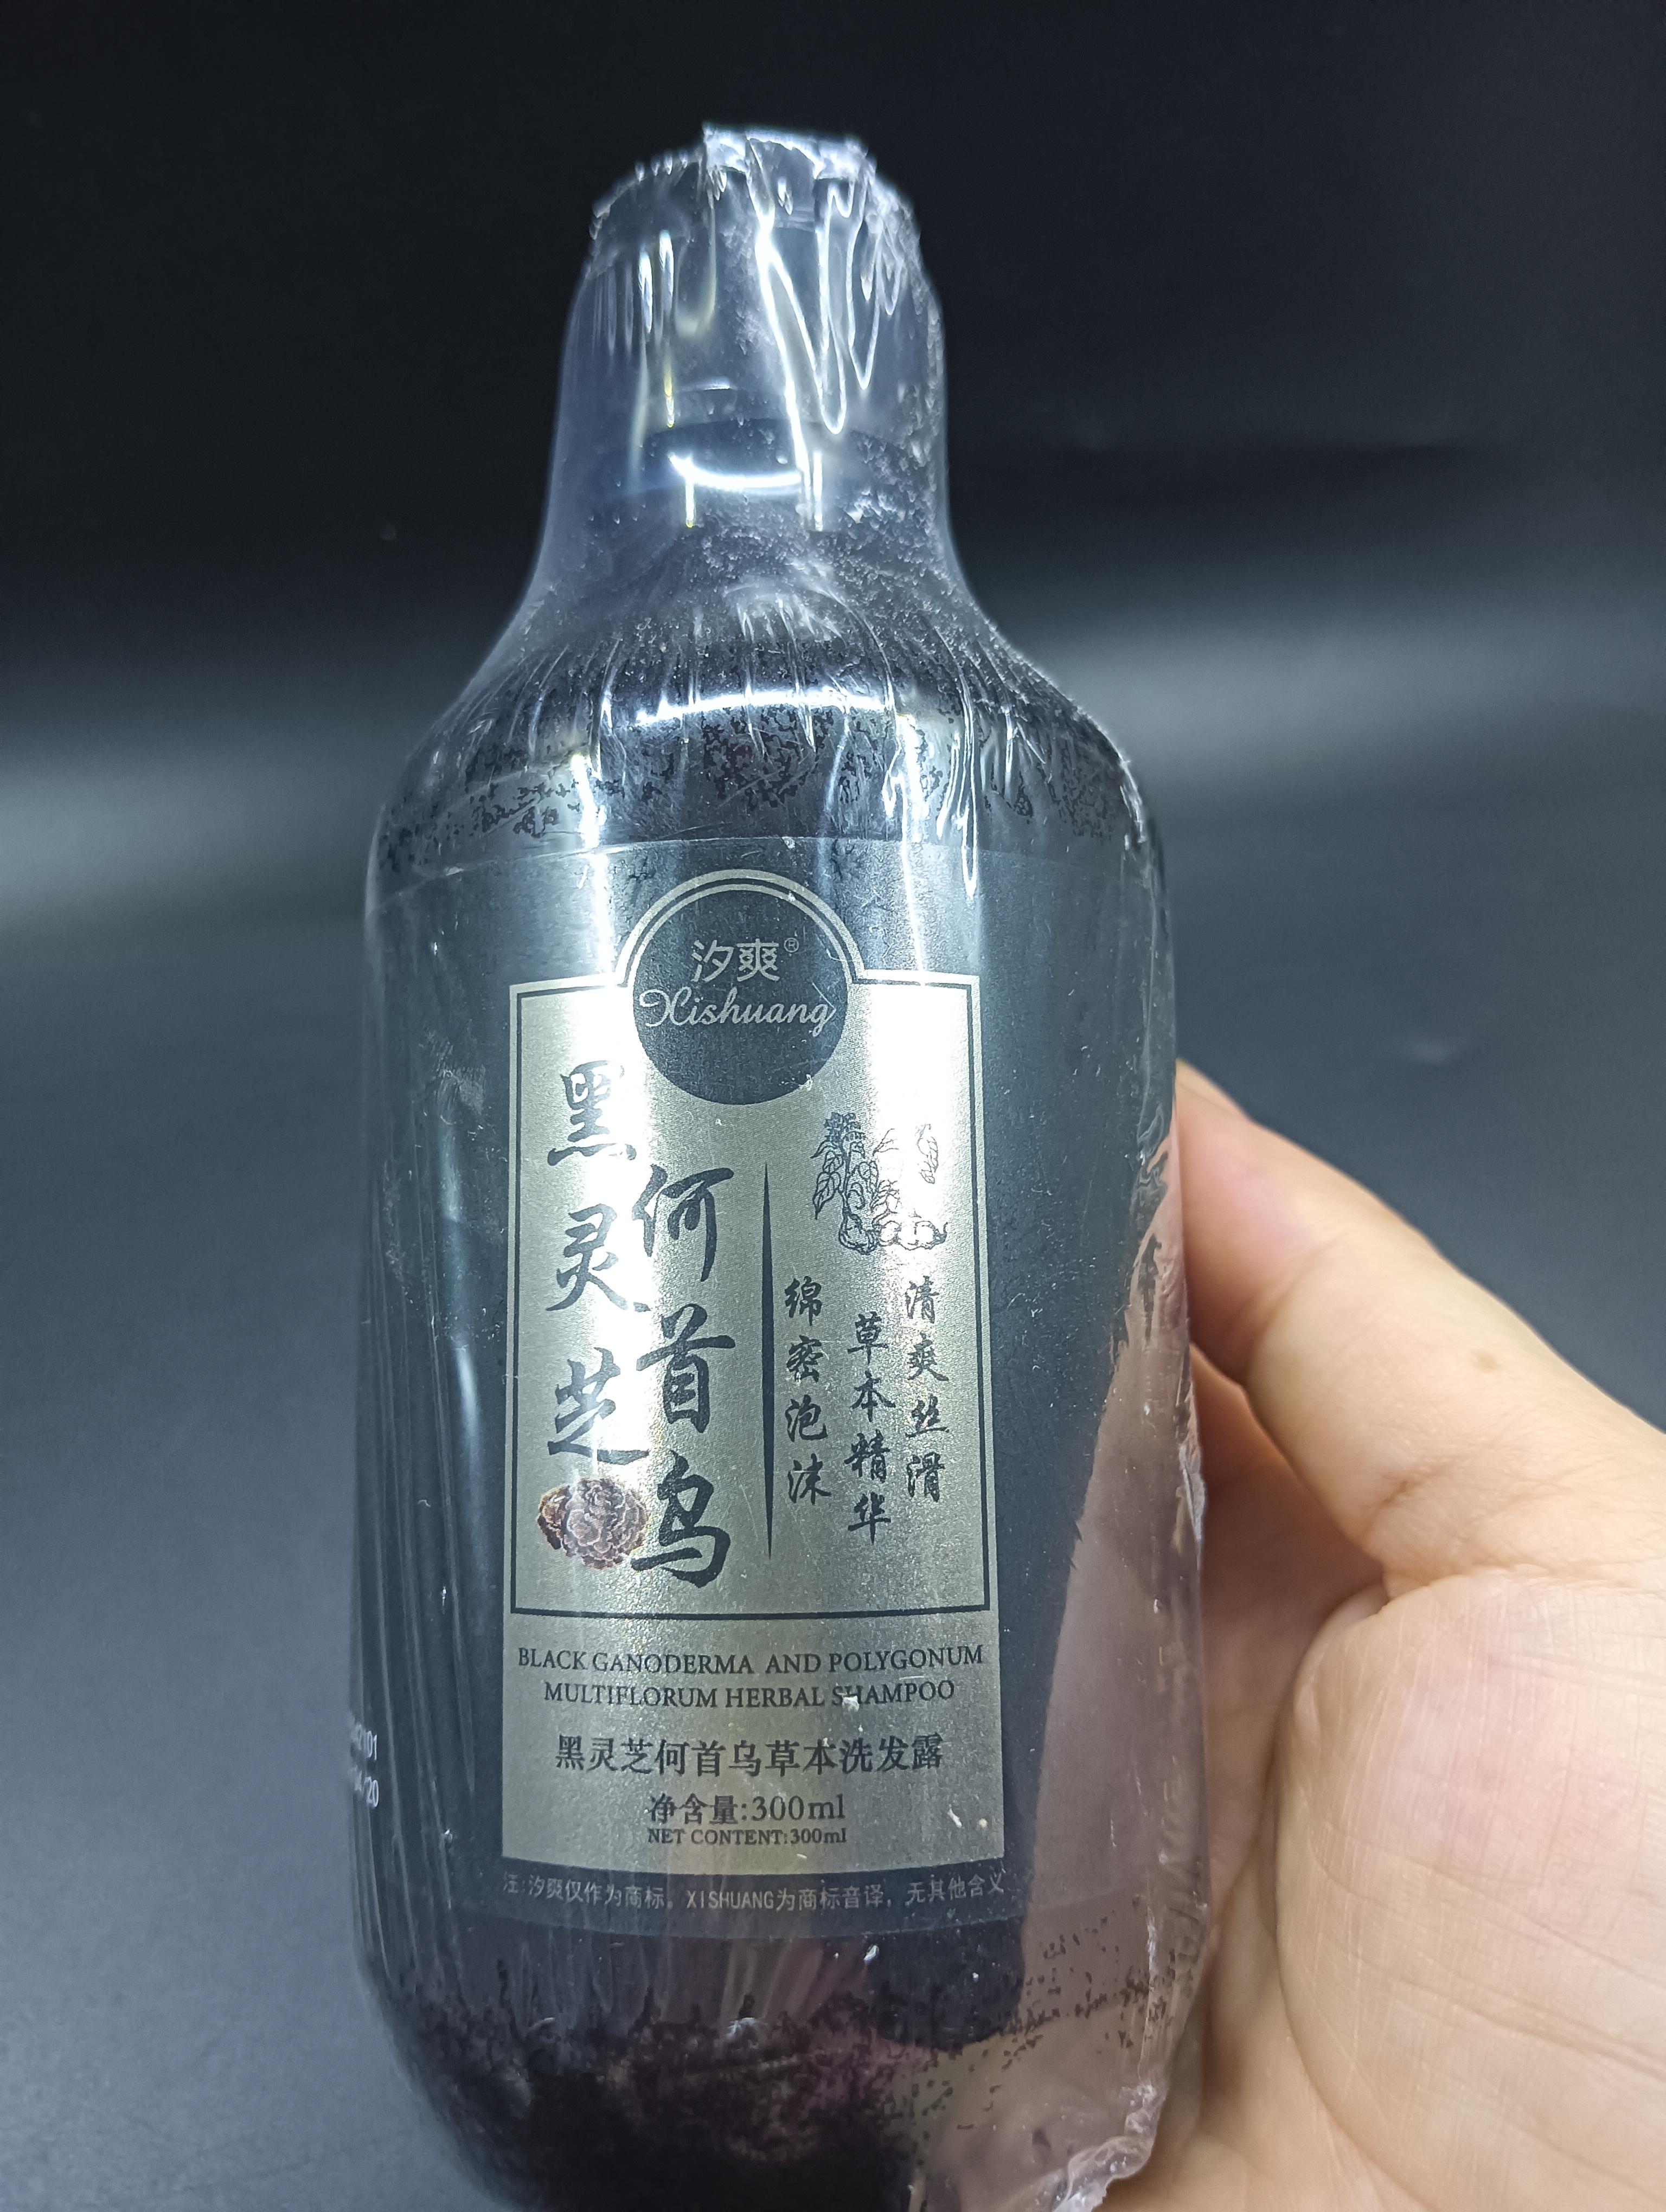 汐爽®
Xishuang
黑灵芝
何首乌
绵密泡沫
草本精华
清爽丝滑
BLACK GANODERMA AND POLYGONUM
MULTIFLORUM HERBAL SHAMPOO
黑灵芝何首乌草本洗发露
净含量:300ml
NET CONTENT:300ml
注:汐爽仅作为商标。XISHUANG为商标音译，无其他含义